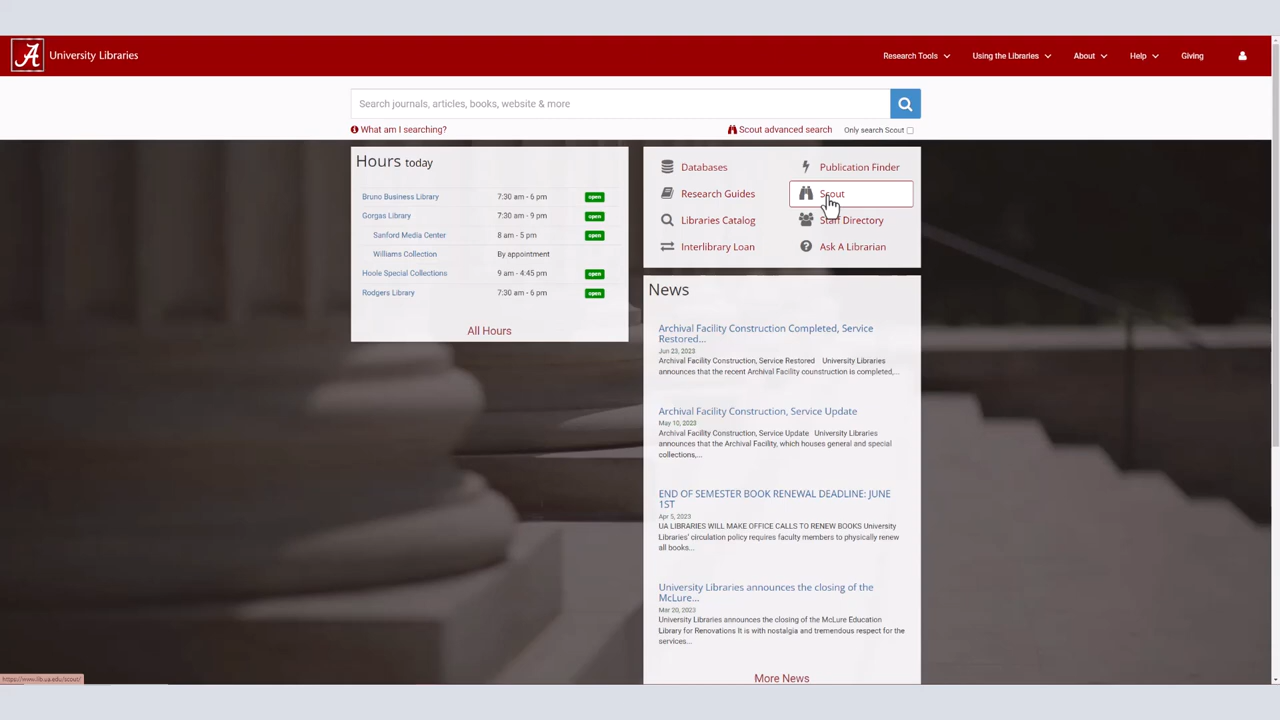 University Libraries
Research Tools
Using the Libraries
About
Help
Giving
Search journals, articles, books, website & more
What am I searching?
Scout advanced search
Only search Scout
Hours today
Bruno Business Library 7:30 am - 6 pm open
Gorgas Library 7:30 am - 9 pm open
Sanford Media Center 8 am - 5 pm open
Williams Collection By appointment
Hoole Special Collections 9 am - 4:45 pm open
Rodgers Library 7:30 am - 6 pm open
All Hours
Databases
Publication Finder
Research Guides
Scout
Libraries Catalog
Staff Directory
Interlibrary Loan
Ask A Librarian
News
Archival Facility Construction Completed, Service
Restored...
Jun 23, 2023
Archival Facility Construction, Service Restored University Libraries
announces that the recent Archival Facility counstruction is completed,...
Archival Facility Construction, Service Update
May 10, 2023
Archival Facility Construction, Service Update University Libraries
announces that the Archival Facility, which houses general and special
collections,...
END OF SEMESTER BOOK RENEWAL DEADLINE: JUNE
1ST
Apr 5, 2023
UA LIBRARIES WILL MAKE OFFICE CALLS TO RENEW BOOKS University
Libraries' circulation policy requires faculty members to physically renew
all books...
University Libraries announces the closing of the
McLure...
Mar 20, 2023
University Libraries announces the closing of the McLure Education
Library for Renovations It is with nostalgia and tremendous respect for the
services...
More News
https://www.lib.ua.edu/scout/